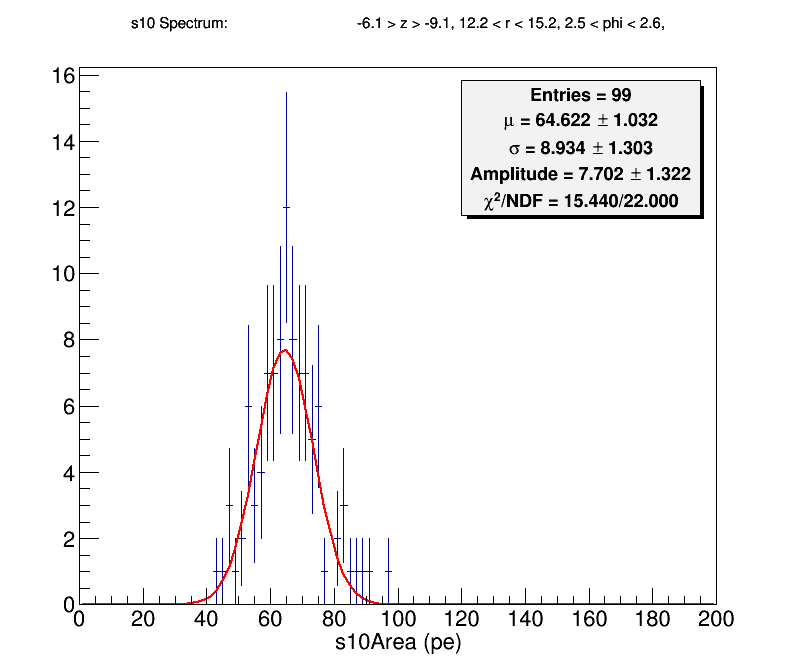 s10 Spectrum: -6.1 > z > -9.1, 12.2 < r < 15.2, 2.5 < phi < 2.6,
Entries = 99
μ = 64.622 ± 1.032
σ = 8.934 ± 1.303
Amplitude = 7.702 ± 1.322
χ²/NDF = 15.440/22.000
16
14
12
10
8
6
4
2
0
0 20 40 60 80 100 120 140 160 180 200
s10Area (pe)